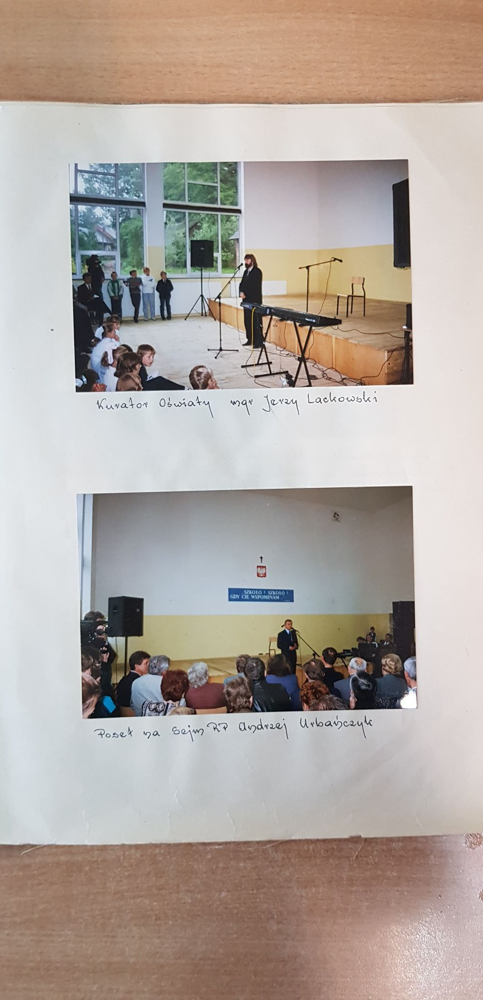 Kurator Oświaty mgr Jerzy Lackowski
SZKOŁO! SZKOŁO!
GDY CIĘ WSPOMINAM
Poseł na Sejm RP Andrzej Urbańczyk